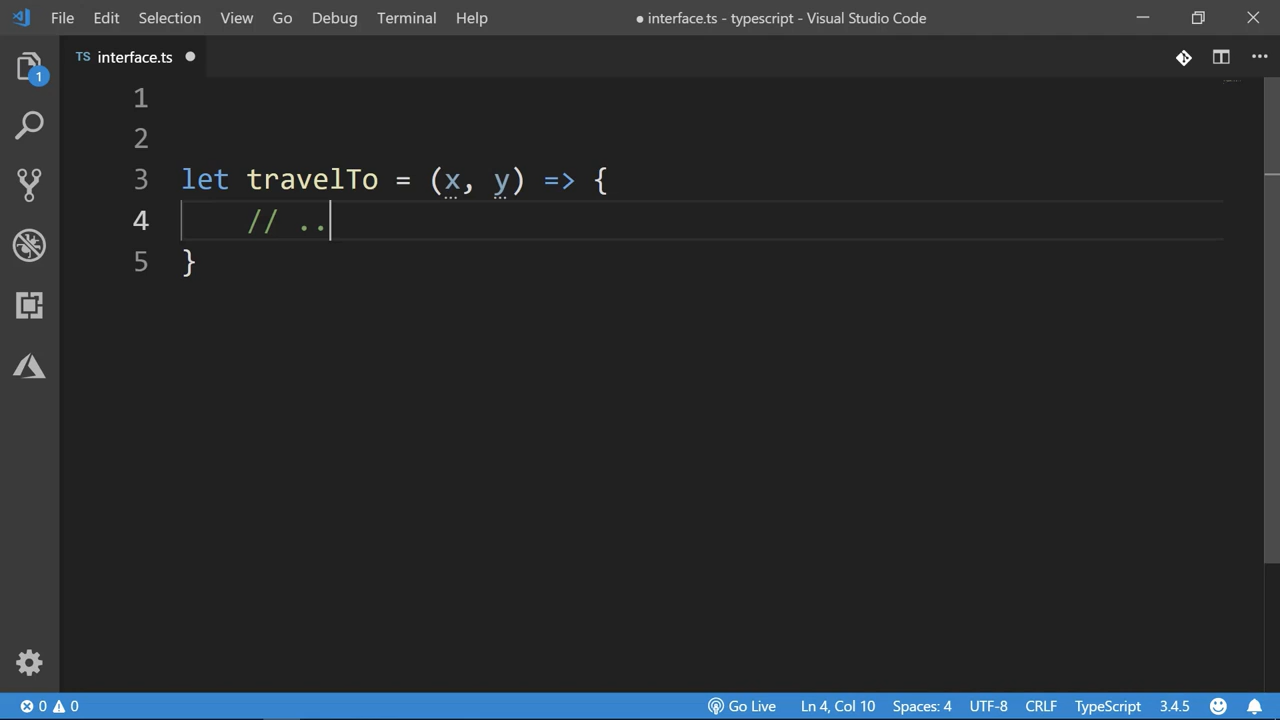 File Edit Selection View Go Debug Terminal Help ● interface.ts - typescript - Visual Studio Code
TS interface.ts ●
1
1
2
3 let travelTo = (x, y) => {
4 // ..
5 }
0 0 Go Live Ln 4, Col 10 Spaces: 4 UTF-8 CRLF TypeScript 3.4.5